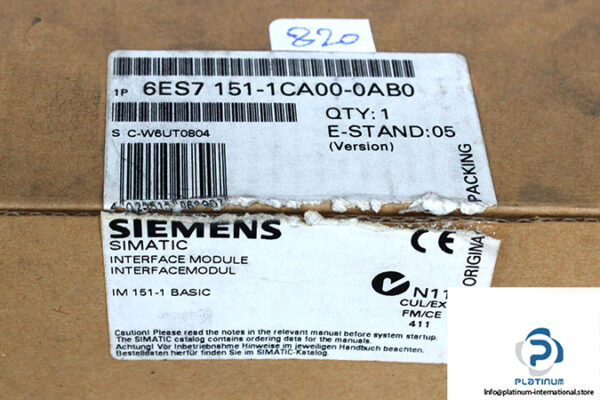 820
1P 6ES7 151-1CA00-0AB0
QTY: 1
S C-W6UT0804
E-STAND:05
(Version)
ORIGINA PACKING
SIEMENS
SIMATIC
INTERFACE MODULE
INTERFACEMODUL
IM 151-1 BASIC
CE
N11
CUL/EX
FM/CE
411
Caution! Please read the notes in the relevant manual before system startup.
The SIMATIC catalog contains ordering data for the manuals.
Achtung! Vor Inbetriebnahme Hinweise im jeweiligen Handbuch beachten.
Bestelldaten hierfür finden Sie im SIMATIC-Katalog.
PLATINUM
Info@platinum-international.store